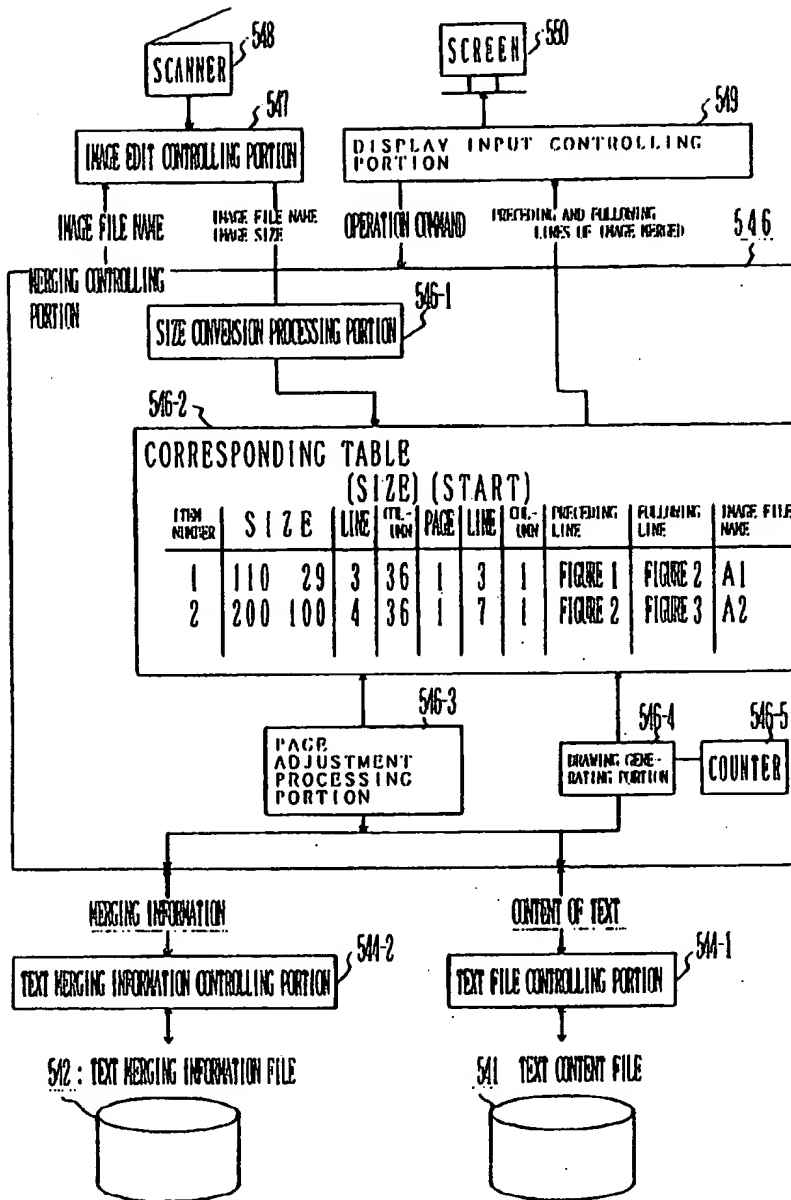 548
SCANNER
550
SCREEN
547
IMAGE EDIT CONTROLLING PORTION
549
DISPLAY INPUT CONTROLLING
PORTION
IMAGE FILE NAME
IMAGE FILE NAME
IMAGE SIZE
OPERATION COMMAND
PRECEDING AND FOLLOWING
LINES OF IMAGE MERGED
546
MERGING CONTROLLING
PORTION
546-1
SIZE CONVERSION PROCESSING PORTION
546-2
CORRESPONDING TABLE
(SIZE) (START)
ITEM NUMBER SIZE LINE COL-UMN PAGE LINE COL-UMN PRECEDING LINE FOLLOWING LINE IMAGE FILE NAME
1 110 29 3 36 1 3 1 FIGURE 1 FIGURE 2 A1
2 200 100 4 36 1 7 1 FIGURE 2 FIGURE 3 A2
546-3
PAGE
ADJUSTMENT
PROCESSING
PORTION
546-4
DRAWING GENE-
RATING PORTION
546-5
COUNTER
MERGING INFORMATION
CONTENT OF TEXT
544-2
TEXT MERGING INFORMATION CONTROLLING PORTION
544-1
TEXT FILE CONTROLLING PORTION
542 : TEXT MERGING INFORMATION FILE
541 TEXT CONTENT FILE